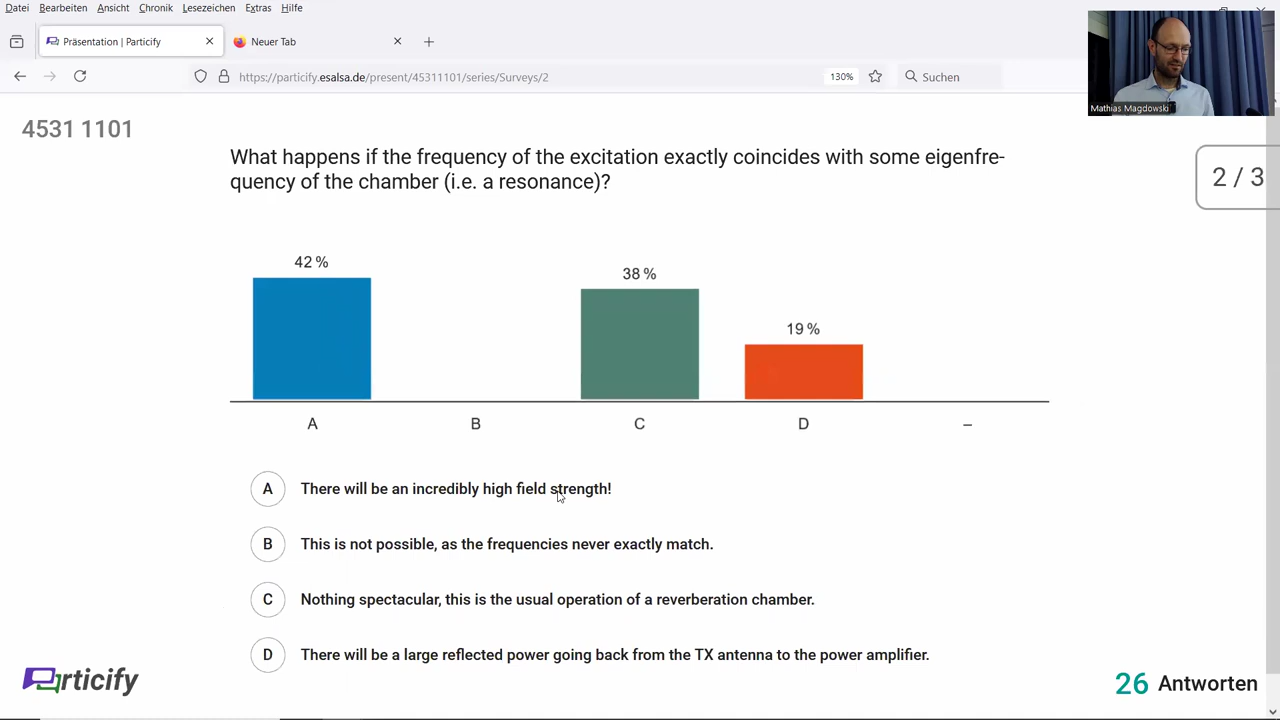 Datei Bearbeiten Ansicht Chronik Lesezeichen Extras Hilfe
Präsentation | Particify
Neuer Tab
https://particify.esalsa.de/present/45311101/series/Surveys/2
130%
Suchen
Mathias Magdowski
4531 1101
What happens if the frequency of the excitation exactly coincides with some eigenfre-
quency of the chamber (i.e. a resonance)?
2 / 3
42 %
38 %
19 %
A B C D –
A There will be an incredibly high field strength!
B This is not possible, as the frequencies never exactly match.
C Nothing spectacular, this is the usual operation of a reverberation chamber.
D There will be a large reflected power going back from the TX antenna to the power amplifier.
Particify
26 Antworten